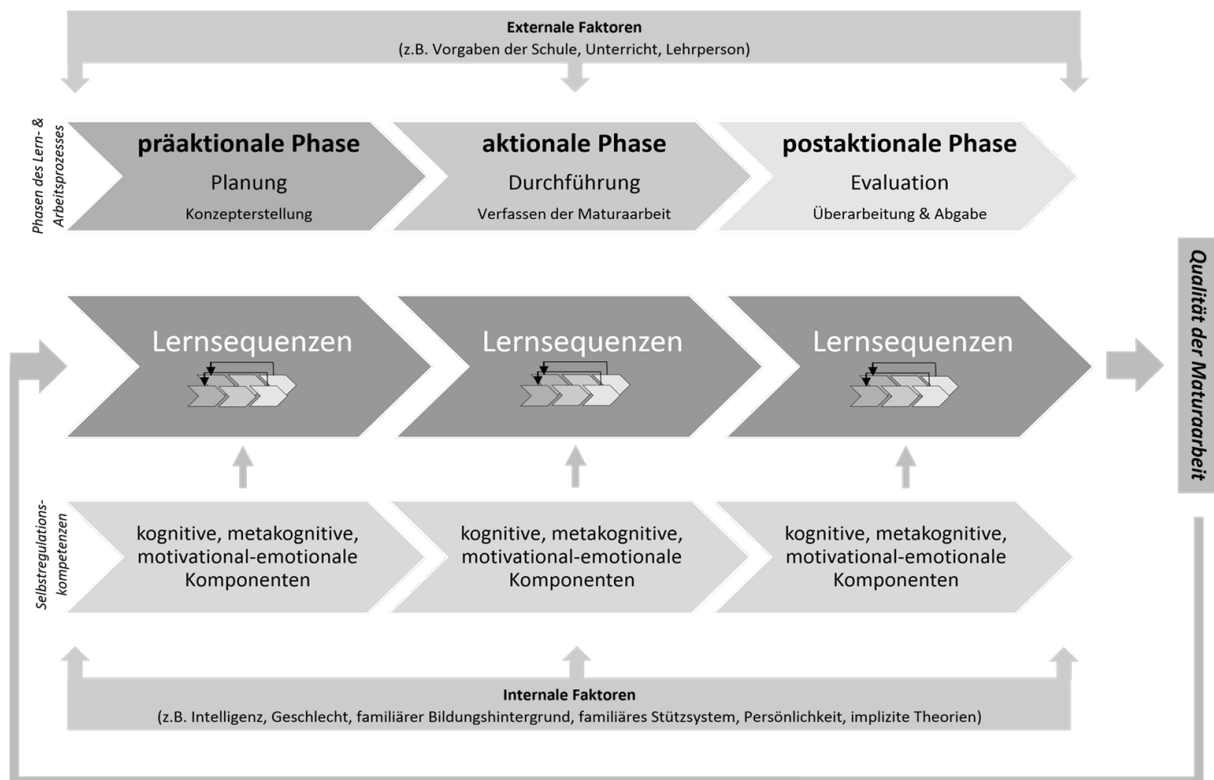 Externale Faktoren
(z.B. Vorgaben der Schule, Unterricht, Lehrperson)
Phasen des Lern- &
Arbeitsprozesses
präaktionale Phase
Planung
Konzepterstellung
aktionale Phase
Durchführung
Verfassen der Maturaarbeit
postaktionale Phase
Evaluation
Überarbeitung & Abgabe
Lernsequenzen
Lernsequenzen
Lernsequenzen
Qualität der Maturaarbeit
Selbstregulations-
kompetenzen
kognitive, metakognitive,
motivational-emotionale
Komponenten
kognitive, metakognitive,
motivational-emotionale
Komponenten
kognitive, metakognitive,
motivational-emotionale
Komponenten
Internale Faktoren
(z.B. Intelligenz, Geschlecht, familiärer Bildungshintergrund, familiäres Stützsystem, Persönlichkeit, implizite Theorien)